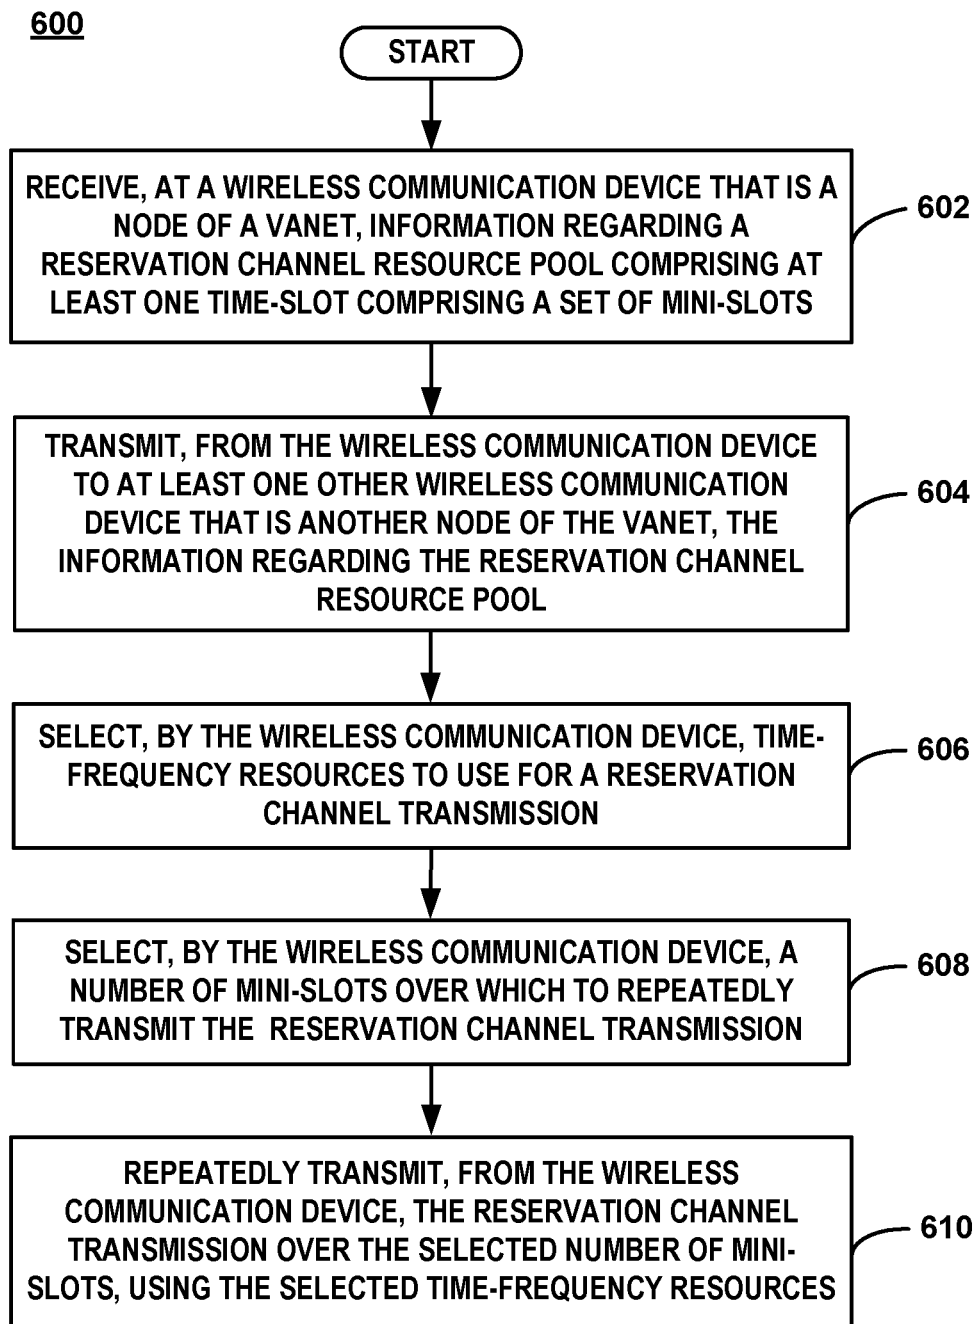 600
START
RECEIVE, AT A WIRELESS COMMUNICATION DEVICE THAT IS A
NODE OF A VANET, INFORMATION REGARDING A
RESERVATION CHANNEL RESOURCE POOL COMPRISING AT
LEAST ONE TIME-SLOT COMPRISING A SET OF MINI-SLOTS
602
TRANSMIT, FROM THE WIRELESS COMMUNICATION DEVICE
TO AT LEAST ONE OTHER WIRELESS COMMUNICATION
DEVICE THAT IS ANOTHER NODE OF THE VANET, THE
INFORMATION REGARDING THE RESERVATION CHANNEL
RESOURCE POOL
604
SELECT, BY THE WIRELESS COMMUNICATION DEVICE, TIME-
FREQUENCY RESOURCES TO USE FOR A RESERVATION
CHANNEL TRANSMISSION
606
SELECT, BY THE WIRELESS COMMUNICATION DEVICE, A
NUMBER OF MINI-SLOTS OVER WHICH TO REPEATEDLY
TRANSMIT THE RESERVATION CHANNEL TRANSMISSION
608
REPEATEDLY TRANSMIT, FROM THE WIRELESS
COMMUNICATION DEVICE, THE RESERVATION CHANNEL
TRANSMISSION OVER THE SELECTED NUMBER OF MINI-
SLOTS, USING THE SELECTED TIME-FREQUENCY RESOURCES
610